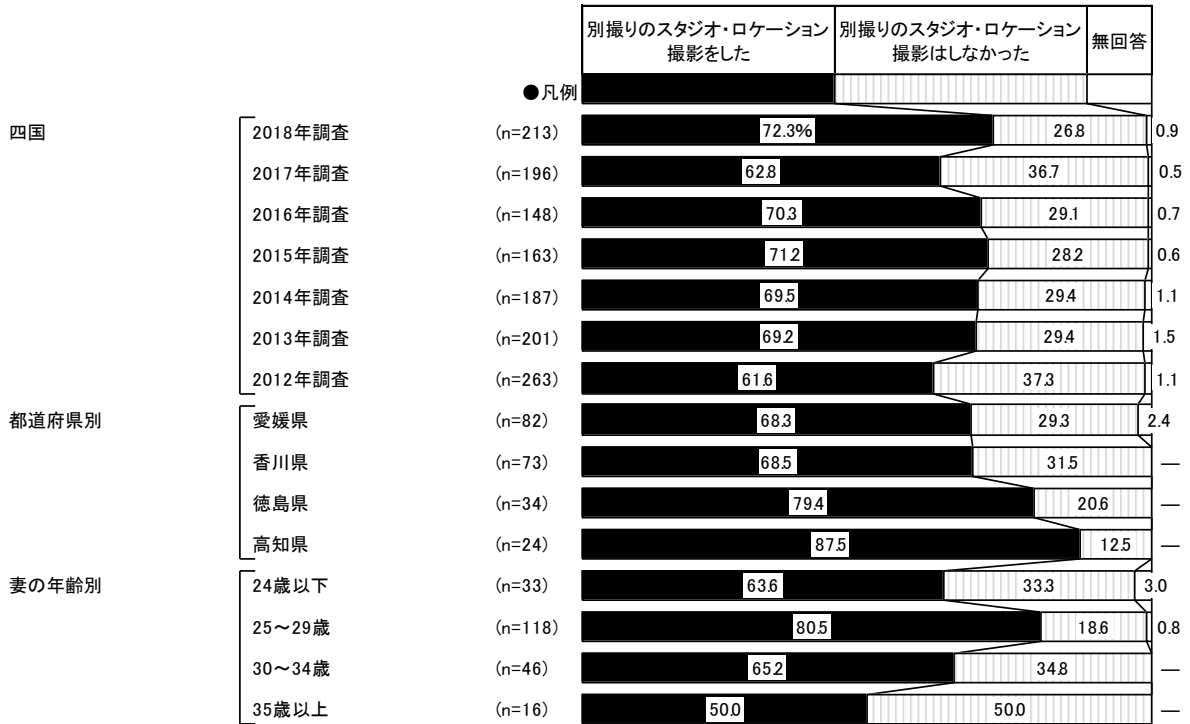 別撮りのスタジオ・ロケーション
撮影をした
別撮りのスタジオ・ロケーション
撮影はしなかった
無回答
●凡例
四国
2018年調査 (n=213) 72.3% 26.8 0.9
2017年調査 (n=196) 62.8 36.7 0.5
2016年調査 (n=148) 70.3 29.1 0.7
2015年調査 (n=163) 71.2 28.2 0.6
2014年調査 (n=187) 69.5 29.4 1.1
2013年調査 (n=201) 69.2 29.4 1.5
2012年調査 (n=263) 61.6 37.3 1.1
都道府県別
愛媛県 (n=82) 68.3 29.3 2.4
香川県 (n=73) 68.5 31.5 —
徳島県 (n=34) 79.4 20.6 —
高知県 (n=24) 87.5 12.5 —
妻の年齢別
24歳以下 (n=33) 63.6 33.3 3.0
25～29歳 (n=118) 80.5 18.6 0.8
30～34歳 (n=46) 65.2 34.8 —
35歳以上 (n=16) 50.0 50.0 —